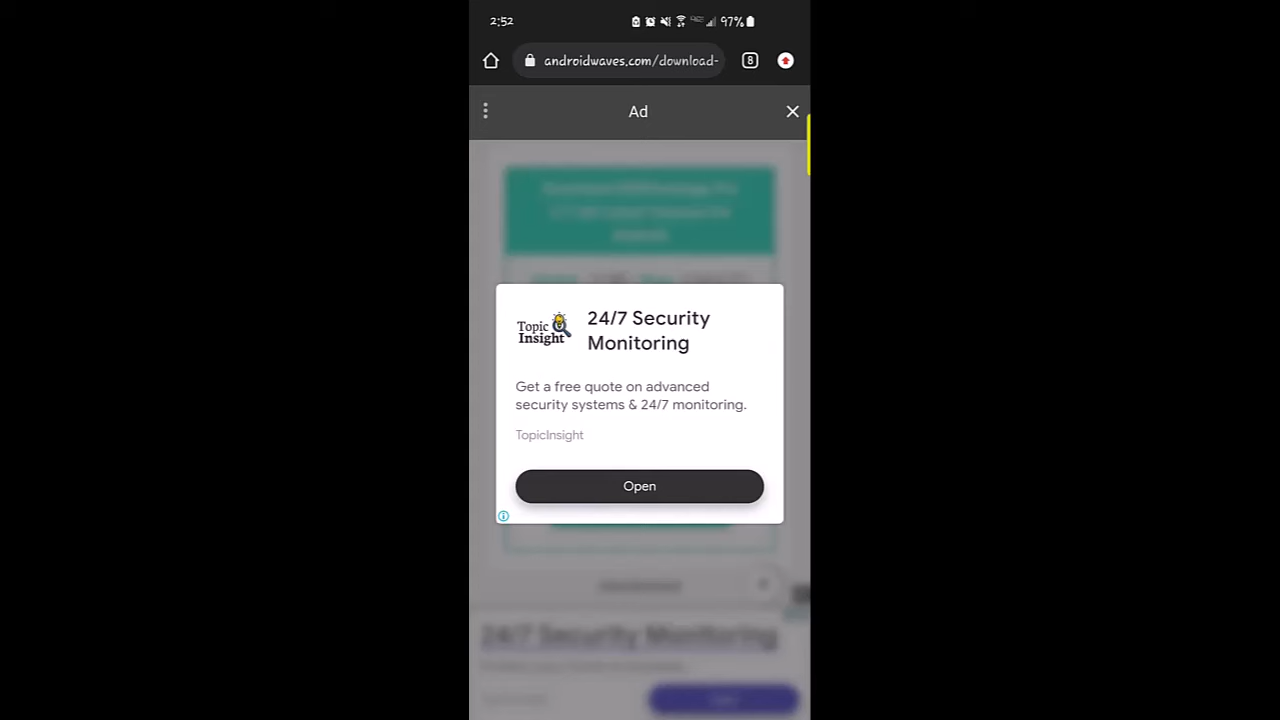 2:52
97%
androidwaves.com/download-
8
Ad
Topic
Insight
24/7 Security
Monitoring
Get a free quote on advanced
security systems & 24/7 monitoring.
TopicInsight
Open
24/7 Security Monitoring